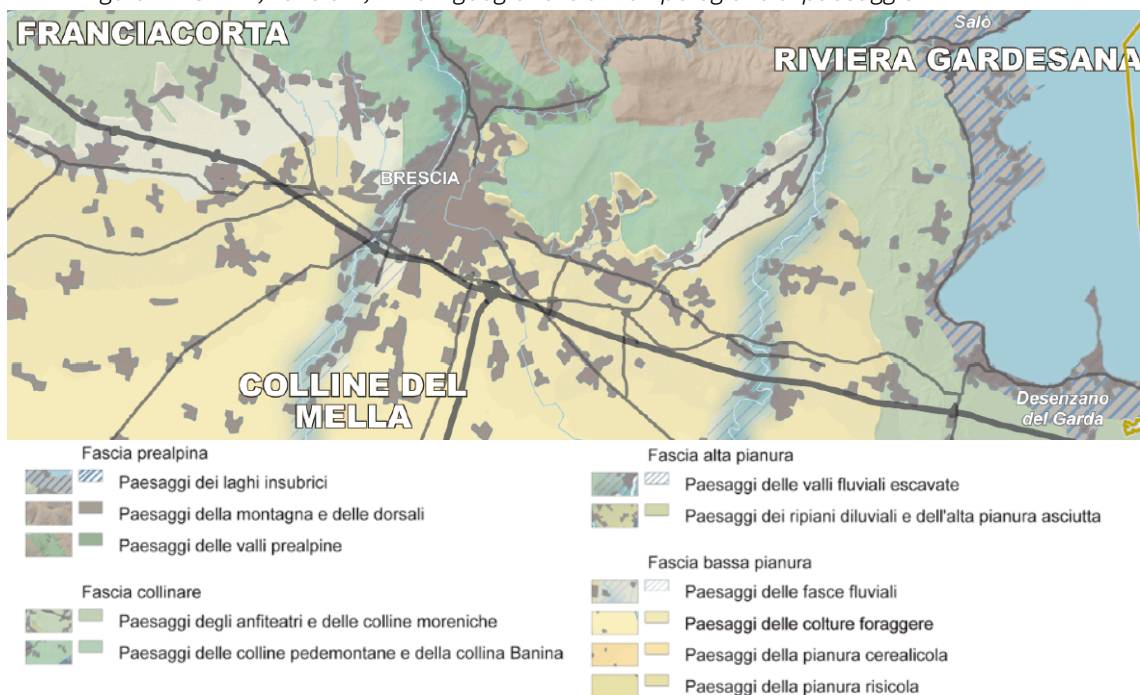 FRANCIACORTA
Salò
RIVIERA GARDESANA
BRESCIA
COLLINE DEL
MELLA
Desenzano
del Garda
Fascia prealpina
Paesaggi dei laghi insubrici
Paesaggi della montagna e delle dorsali
Paesaggi delle valli prealpine
Fascia collinare
Paesaggi degli anfiteatri e delle colline moreniche
Paesaggi delle colline pedemontane e della collina Banina
Fascia alta pianura
Paesaggi delle valli fluviali escavate
Paesaggi dei ripiani diluviali e dell'alta pianura asciutta
Fascia bassa pianura
Paesaggi delle fasce fluviali
Paesaggi delle colture foraggere
Paesaggi della pianura cerealicola
Paesaggi della pianura risicola